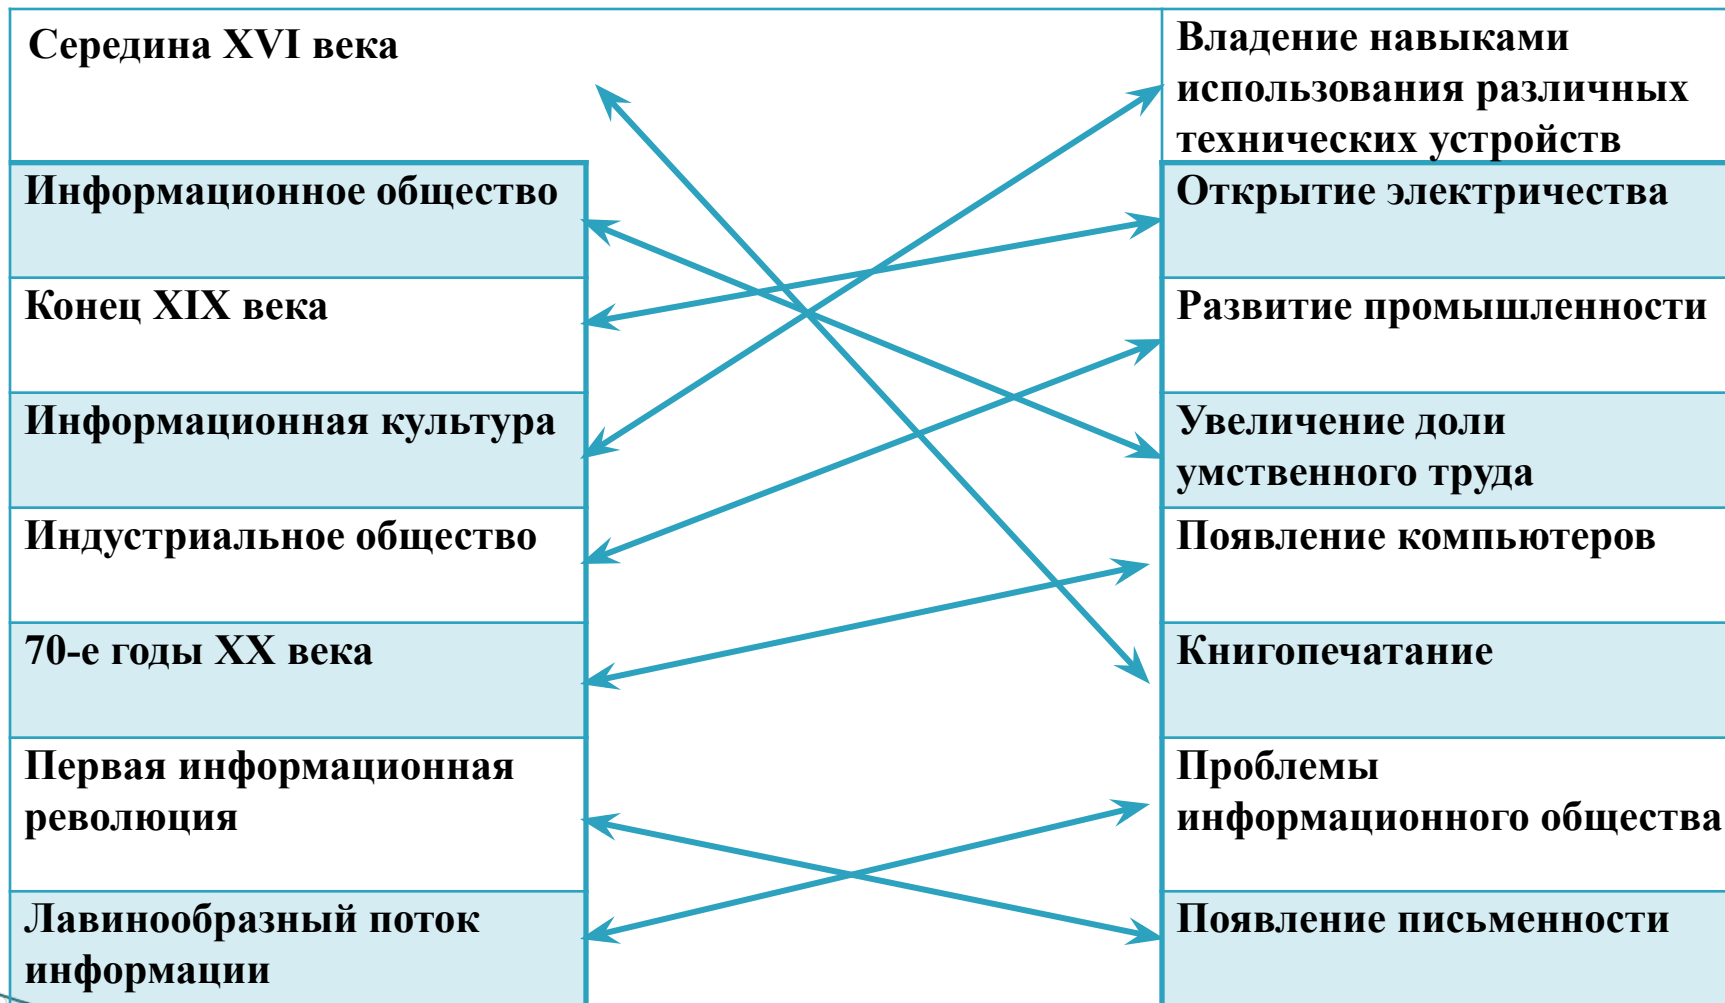 Середина XVI века
Владение навыками
использования различных
технических устройств
Информационное общество
Открытие электричества
Конец XIX века
Развитие промышленности
Информационная культура
Увеличение доли
умственного труда
Индустриальное общество
Появление компьютеров
70-е годы XX века
Книгопечатание
Первая информационная
революция
Проблемы
информационного общества
Лавинообразный поток
информации
Появление письменности